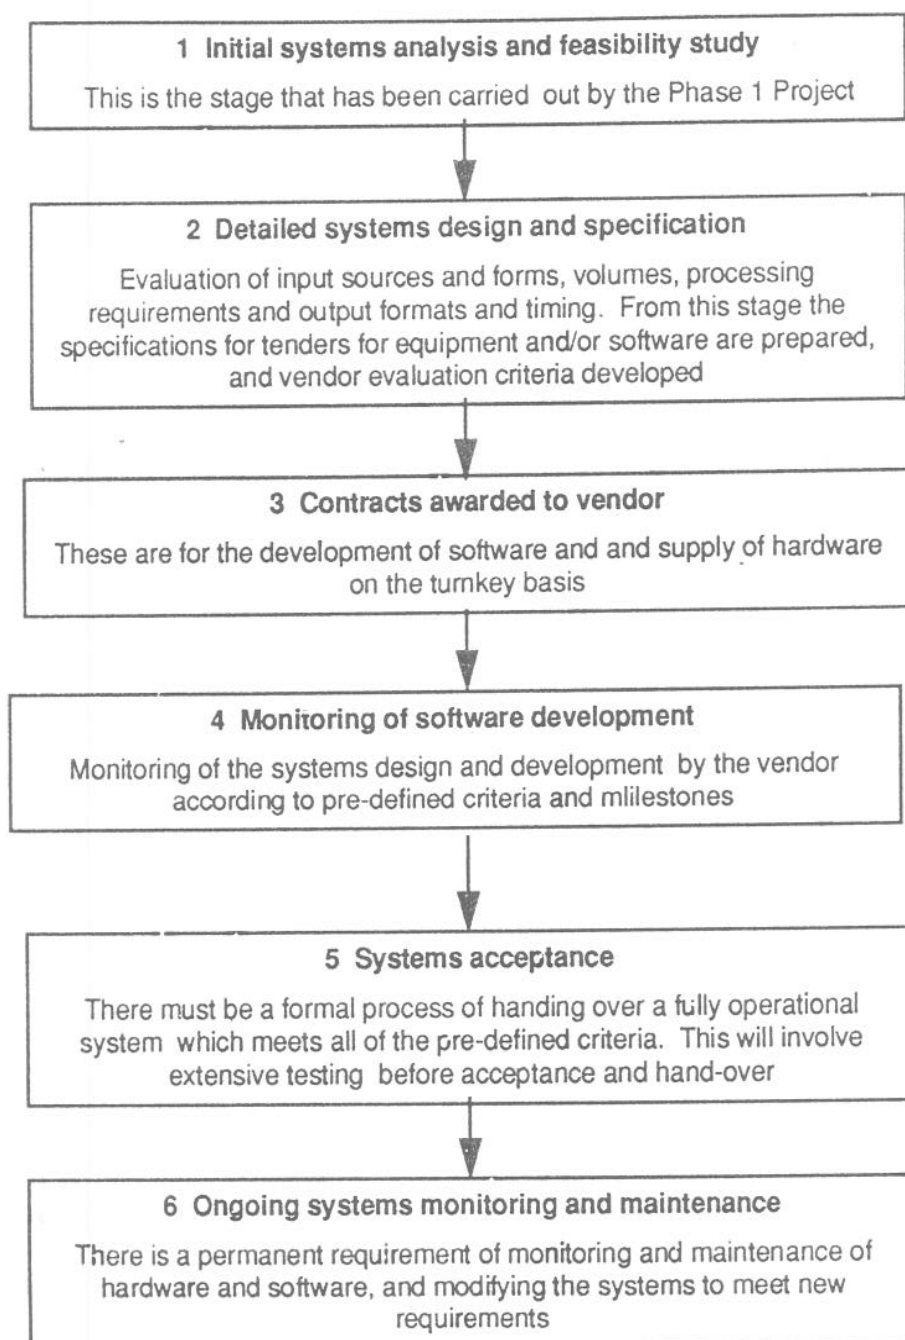 1 Initial systems analysis and feasibility study
This is the stage that has been carried out by the Phase 1 Project
2 Detailed systems design and specification
Evaluation of input sources and forms, volumes, processing
requirements and output formats and timing. From this stage the
specifications for tenders for equipment and/or software are prepared,
and vendor evaluation criteria developed
3 Contracts awarded to vendor
These are for the development of software and and supply of hardware
on the turnkey basis
4 Monitoring of software development
Monitoring of the systems design and development by the vendor
according to pre-defined criteria and mlilestones
5 Systems acceptance
There must be a formal process of handing over a fully operational
system which meets all of the pre-defined criteria. This will involve
extensive testing before acceptance and hand-over
6 Ongoing systems monitoring and maintenance
There is a permanent requirement of monitoring and maintenance of
hardware and software, and modifying the systems to meet new
requirements